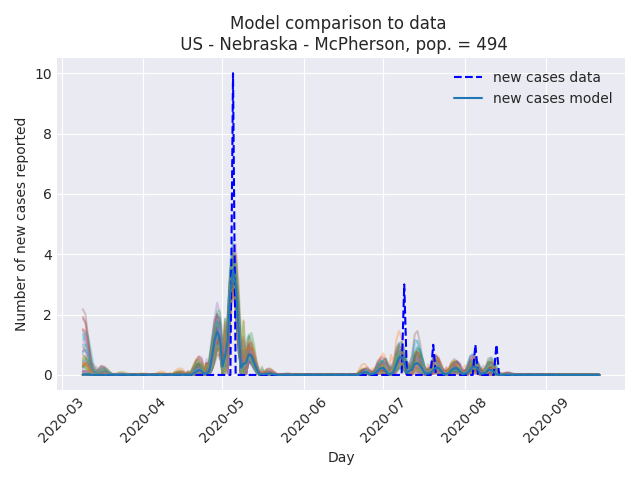 Model comparison to data
US - Nebraska - McPherson, pop. = 494
new cases data
new cases model
Number of new cases reported
10
8
6
4
2
0
2020-03
2020-04
2020-05
2020-06
2020-07
2020-08
2020-09
Day